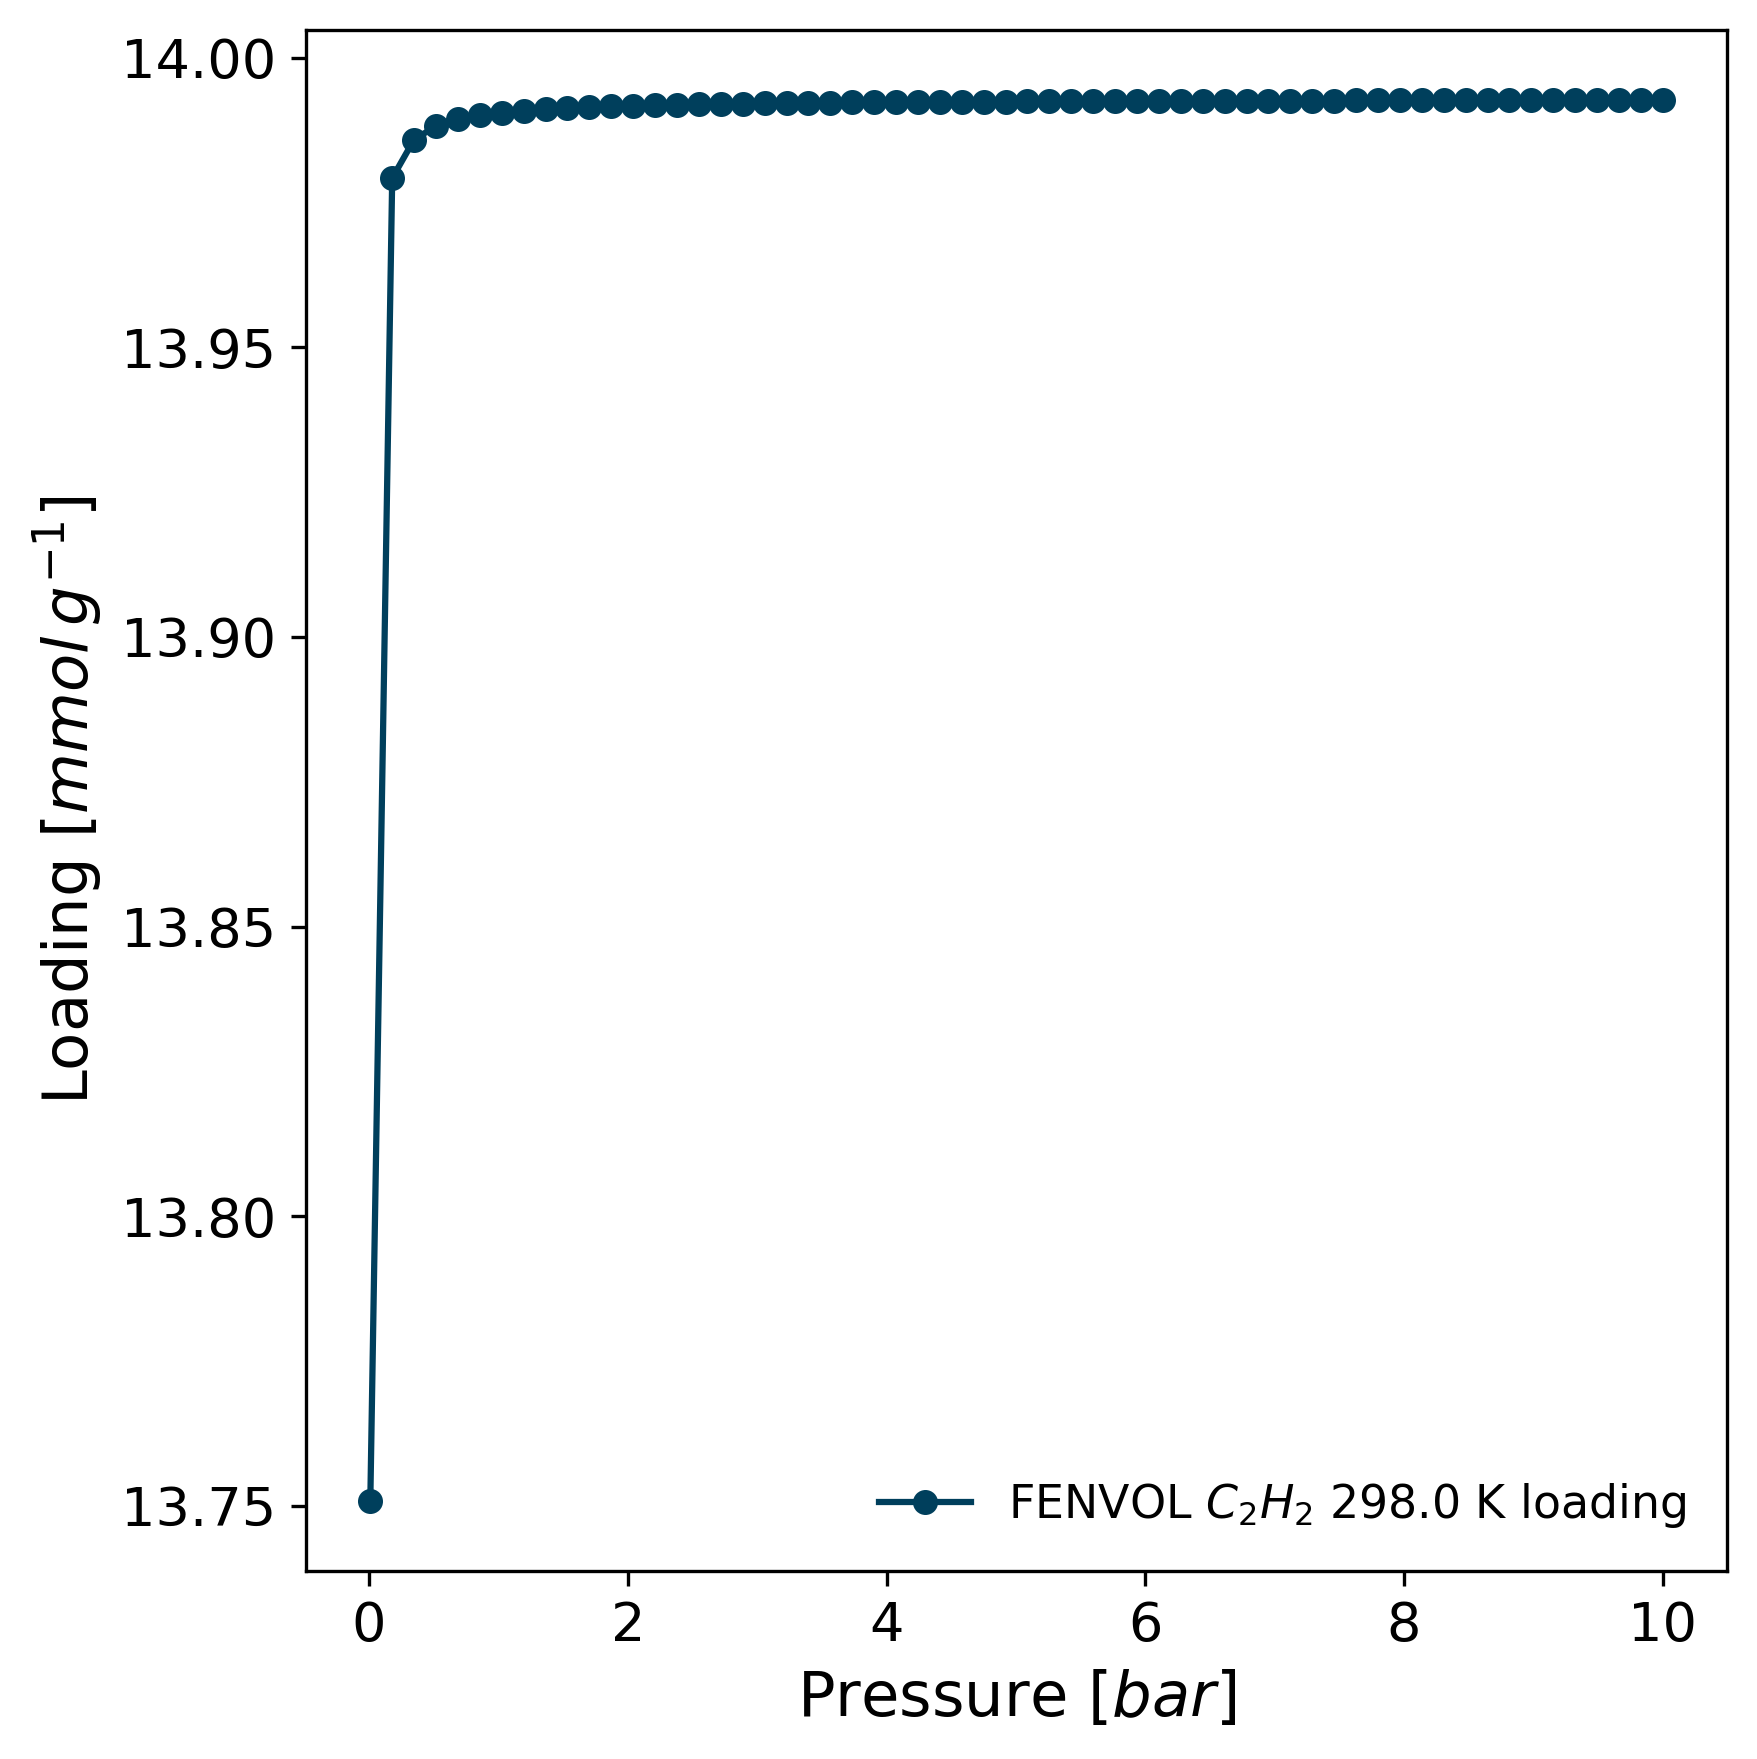 14.00
13.95
13.90
13.85
13.80
13.75
Loading [mmol g⁻¹]
FENVOL C₂H₂ 298.0 K loading
0 2 4 6 8 10
Pressure [bar]